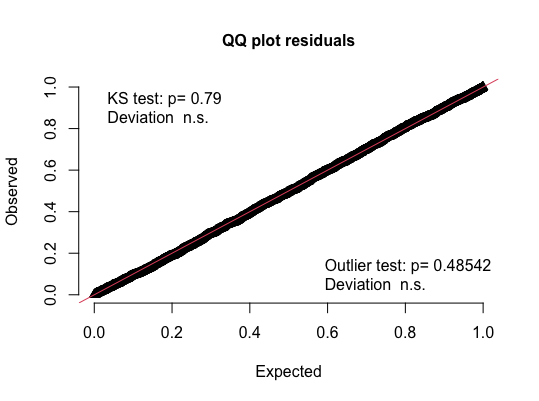 QQ plot residuals
KS test: p= 0.79
Deviation n.s.
Outlier test: p= 0.48542
Deviation n.s.
Observed
0.0 0.2 0.4 0.6 0.8 1.0
0.0 0.2 0.4 0.6 0.8 1.0
Expected